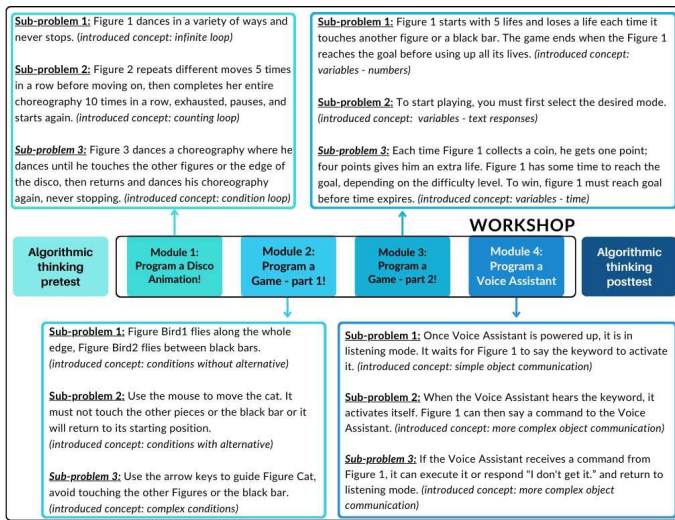 Sub-problem 1: Figure 1 dances in a variety of ways and
never stops. (introduced concept: infinite loop)
Sub-problem 2: Figure 2 repeats different moves 5 times
in a row before moving on, then completes her entire
choreography 10 times in a row, exhausted, pauses, and
starts again. (introduced concept: counting loop)
Sub-problem 3: Figure 3 dances a choreography where he
dances until he touches the other figures or the edge of
the disco, then returns and dances his choreography
again, never stopping. (introduced concept: condition loop)
Sub-problem 1: Figure 1 starts with 5 lifes and loses a life each time it
touches another figure or a black bar. The game ends when the Figure 1
reaches the goal before using up all its lives. (introduced concept:
variables - numbers)
Sub-problem 2: To start playing, you must first select the desired mode.
(introduced concept: variables - text responses)
Sub-problem 3: Each time Figure 1 collects a coin, he gets one point;
four points gives him an extra life. Figure 1 has some time to reach the
goal, depending on the difficulty level. To win, figure 1 must reach goal
before time expires. (introduced concept: variables - time)
WORKSHOP
Algorithmic
thinking
pretest
Module 1:
Program a Disco
Animation!
Module 2:
Program a
Game - part 1!
Module 3:
Program a
Game - part 2!
Module 4:
Program a
Voice Assistant
Algorithmic
thinking
posttest
Sub-problem 1: Figure Bird1 flies along the whole
edge, Figure Bird2 flies between black bars.
(introduced concept: conditions without alternative)
Sub-problem 2: Use the mouse to move the cat. It
must not touch the other pieces or the black bar or it
will return to its starting position.
(introduced concept: conditions with alternative)
Sub-problem 3: Use the arrow keys to guide Figure Cat,
avoid touching the other Figures or the black bar.
(introduced concept: complex conditions)
Sub-problem 1: Once Voice Assistant is powered up, it is in
listening mode. It waits for Figure 1 to say the keyword to activate
it. (introduced concept: simple object communication)
Sub-problem 2: When the Voice Assistant hears the keyword, it
activates itself. Figure 1 can then say a command to the Voice
Assistant. (introduced concept: more complex object communication)
Sub-problem 3: If the Voice Assistant receives a command from
Figure 1, it can execute it or respond "I don't get it." and return to
listening mode. (introduced concept: more complex object
communication)